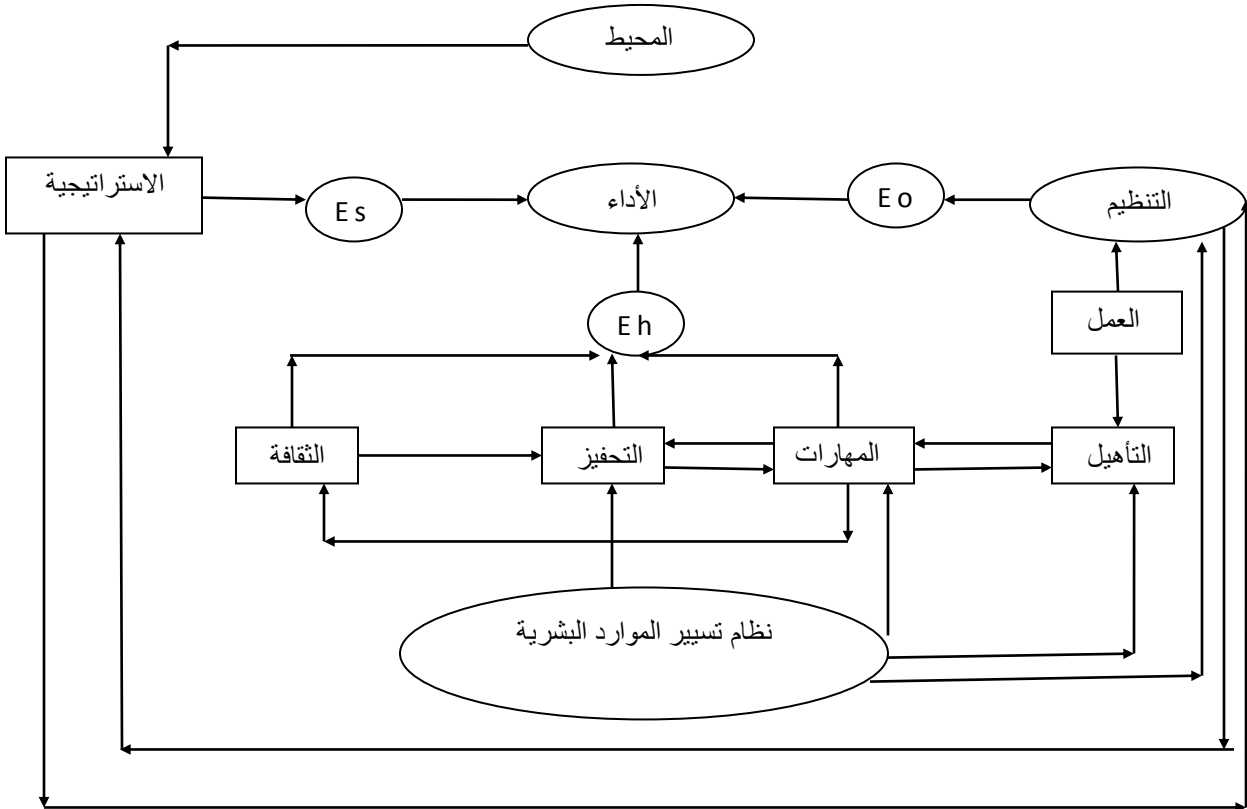 المحيط
الاستراتيجية
E s
الأداء
E o
التنظيم
E h
العمل
الثقافة
التحفيز
المهارات
التأهيل
نظام تسيير الموارد البشرية